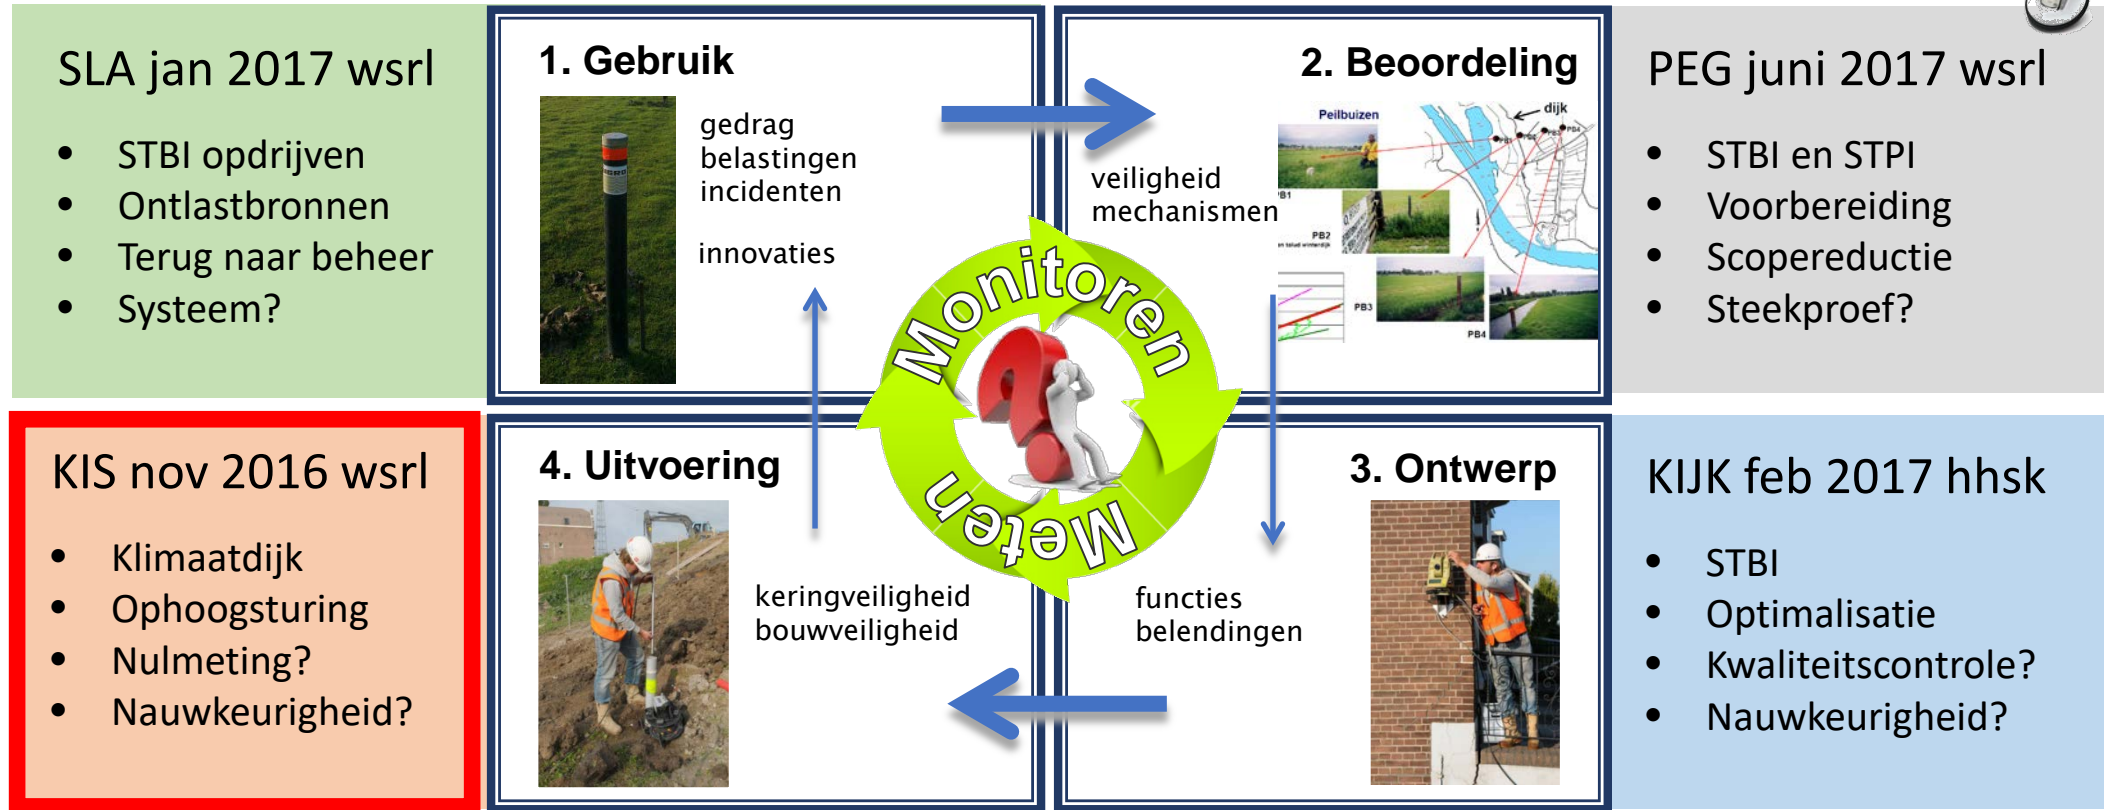 SLA jan 2017 wsrl
• STBI opdrijven
• Ontlastbronnen
• Terug naar beheer
• Systeem?
1. Gebruik
gedrag
belastingen
incidenten
innovaties
2. Beoordeling
veiligheid
mechanismen
Peilbuizen
dijk
PB4
PB1
PB2
PB3
PB4
PEG juni 2017 wsrl
• STBI en STPI
• Voorbereiding
• Scopereductie
• Steekproef?
Monitoren
Meten
KIS nov 2016 wsrl
• Klimaatdijk
• Ophoogsturing
• Nulmeting?
• Nauwkeurigheid?
4. Uitvoering
keringveiligheid
bouwveiligheid
3. Ontwerp
functies
belendingen
KIJK feb 2017 hhsk
• STBI
• Optimalisatie
• Kwaliteitscontrole?
• Nauwkeurigheid?